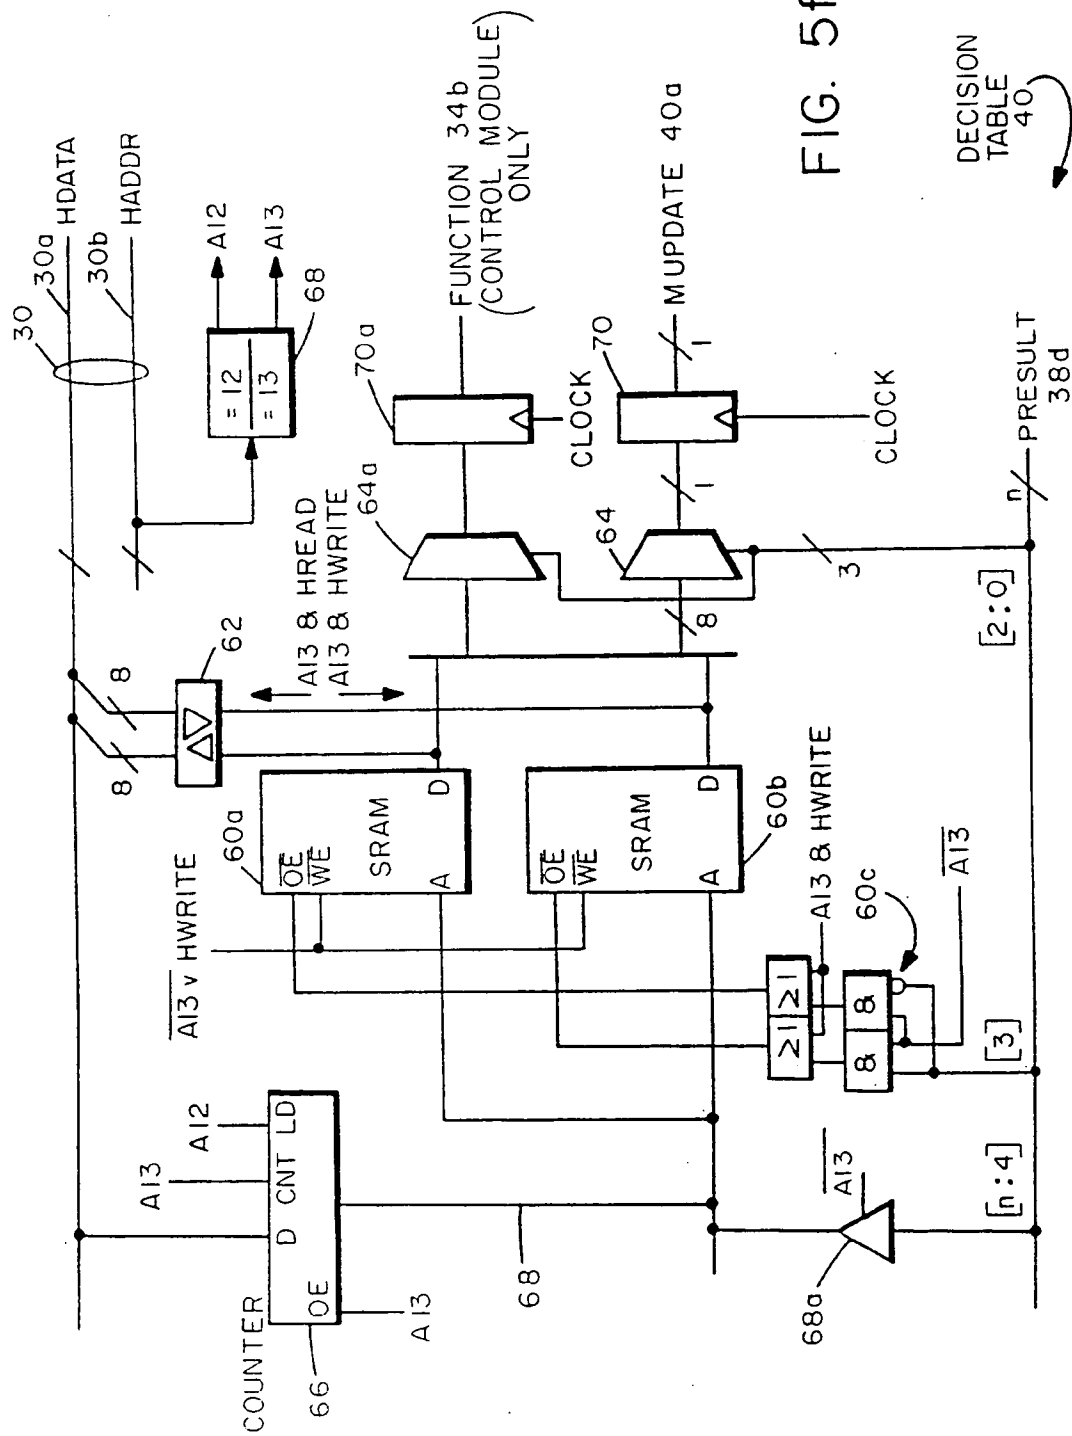 30
30a
HDATA
30b
HADDR
= 12
= 13
A12
A13
68
8
8
62
A13 & HREAD
A13 & HWRITE
64a
70a
FUNCTION 34b
(CONTROL MODULE)
ONLY
CLOCK
A13 v HWRITE
60a
OE
WE
SRAM
A
D
OE
WE
SRAM
A
D
60b
8
64
1
70
1
MUPDATE 40a
CLOCK
3
COUNTER
66
A13
A12
D
CNT
LD
OE
A13
68
≥1
≥1
A13 & HWRITE
&
&
60c
A13
68a
A13
[n:4]
[3]
[2:0]
n
PRESULT
38d
FIG. 5f
DECISION
TABLE
40